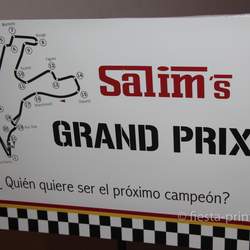 Salim's
GRAND PRIX
¿Quién quiere ser el próximo campeón?
© fiesta-prin